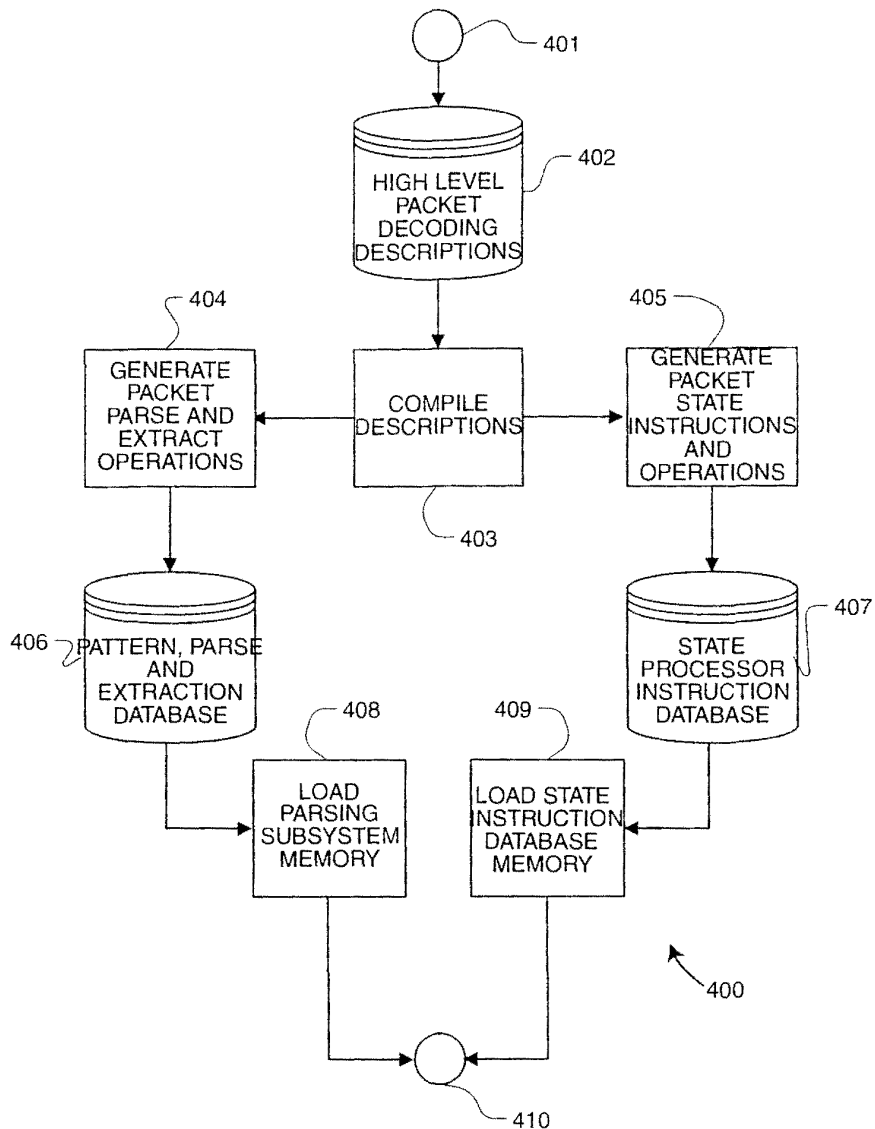 401
402
HIGH LEVEL
PACKET
DECODING
DESCRIPTIONS
404
405
GENERATE
PACKET
PARSE AND
EXTRACT
OPERATIONS
COMPILE
DESCRIPTIONS
GENERATE
PACKET
STATE
INSTRUCTIONS
AND
OPERATIONS
403
406
PATTERN, PARSE
AND
EXTRACTION
DATABASE
407
STATE
PROCESSOR
INSTRUCTION
DATABASE
408
409
LOAD
PARSING
SUBSYSTEM
MEMORY
LOAD STATE
INSTRUCTION
DATABASE
MEMORY
400
410